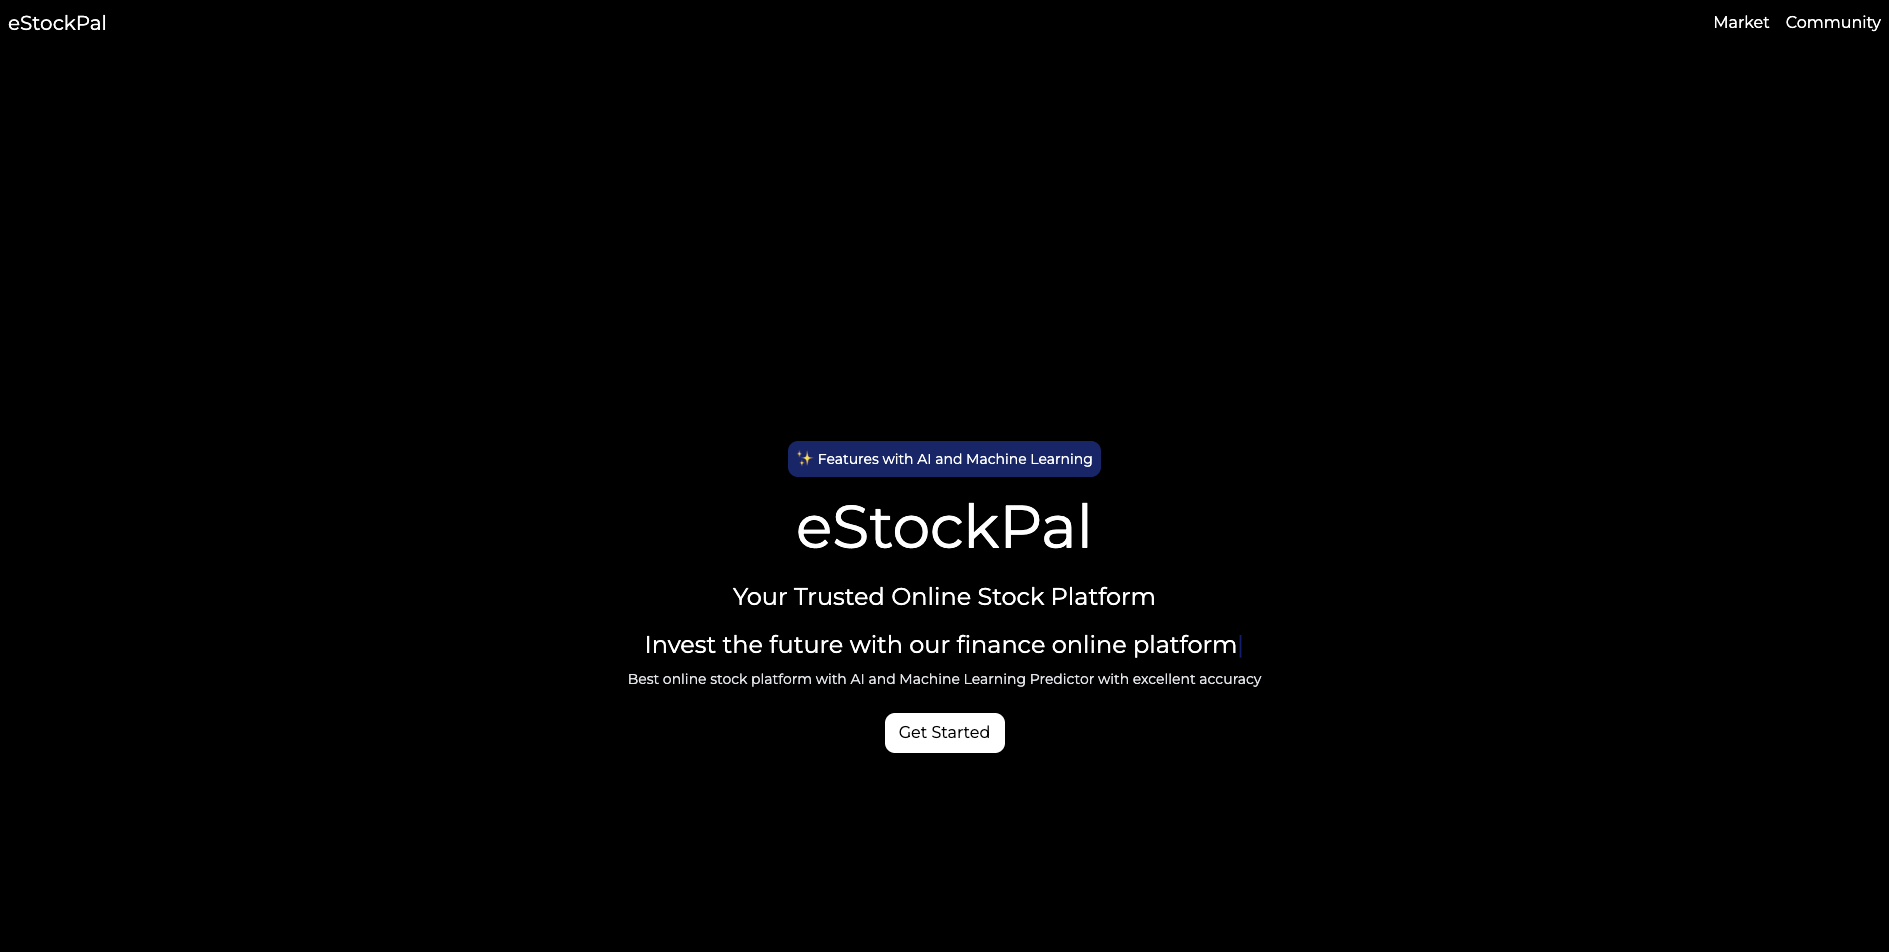 eStockPal
Market Community
✨ Features with AI and Machine Learning
eStockPal
Your Trusted Online Stock Platform
Invest the future with our finance online platform
Best online stock platform with AI and Machine Learning Predictor with excellent accuracy
Get Started